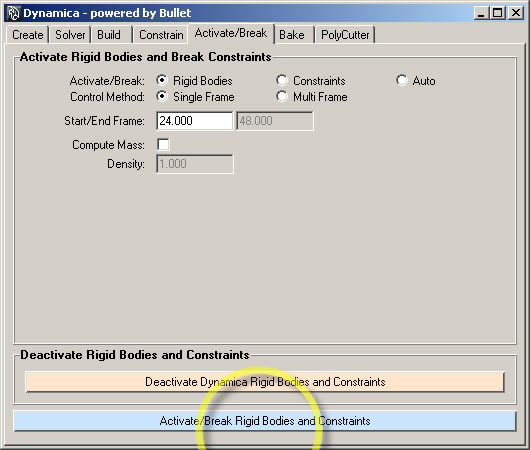 Dynamica - powered by Bullet
Create Solver Build Constrain Activate/Break Bake PolyCutter
Activate Rigid Bodies and Break Constraints
Activate/Break: Rigid Bodies Constraints Auto
Control Method: Single Frame Multi Frame
Start/End Frame: 24.000 48.000
Compute Mass:
Density: 1.000
Deactivate Rigid Bodies and Constraints
Deactivate Dynamica Rigid Bodies and Constraints
Activate/Break Rigid Bodies and Constraints